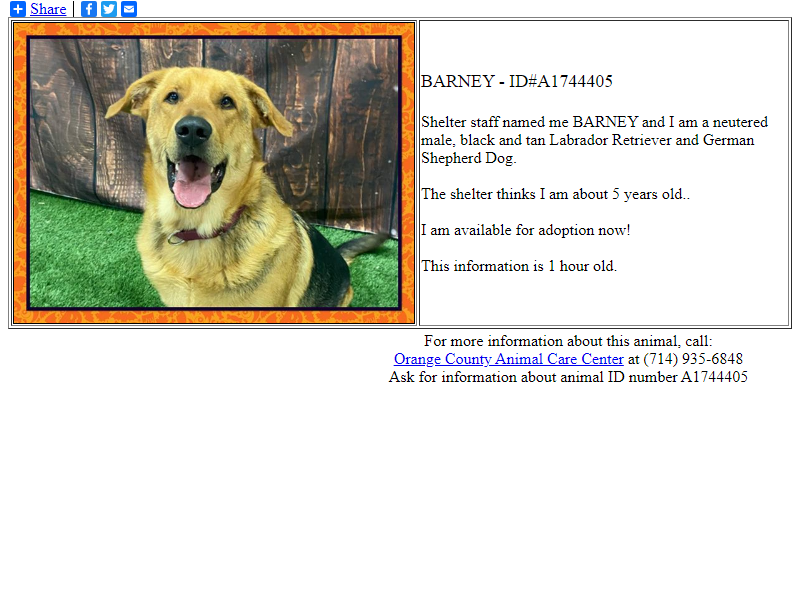 Share
BARNEY - ID#A1744405
Shelter staff named me BARNEY and I am a neutered
male, black and tan Labrador Retriever and German
Shepherd Dog.
The shelter thinks I am about 5 years old..
I am available for adoption now!
This information is 1 hour old.
For more information about this animal, call:
Orange County Animal Care Center at (714) 935-6848
Ask for information about animal ID number A1744405